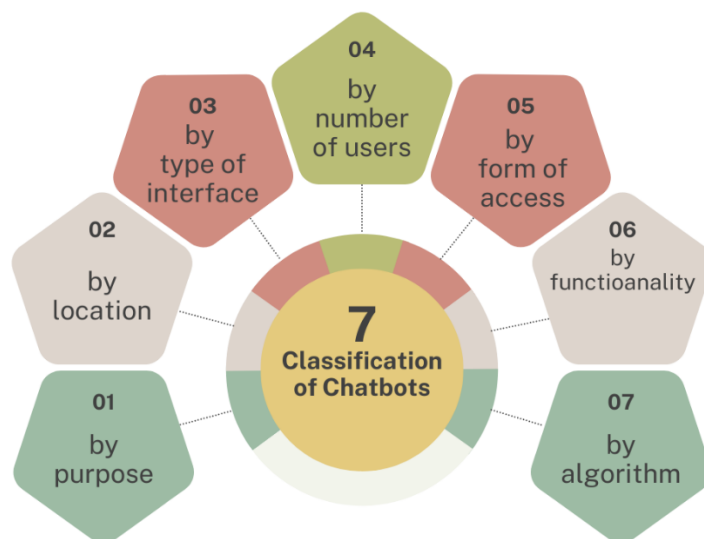 04
by
number
of users
03
by
type of
interface
05
by
form of
access
02
by
location
06
by
functioanality
7
Classification
of Chatbots
01
by
purpose
07
by
algorithm